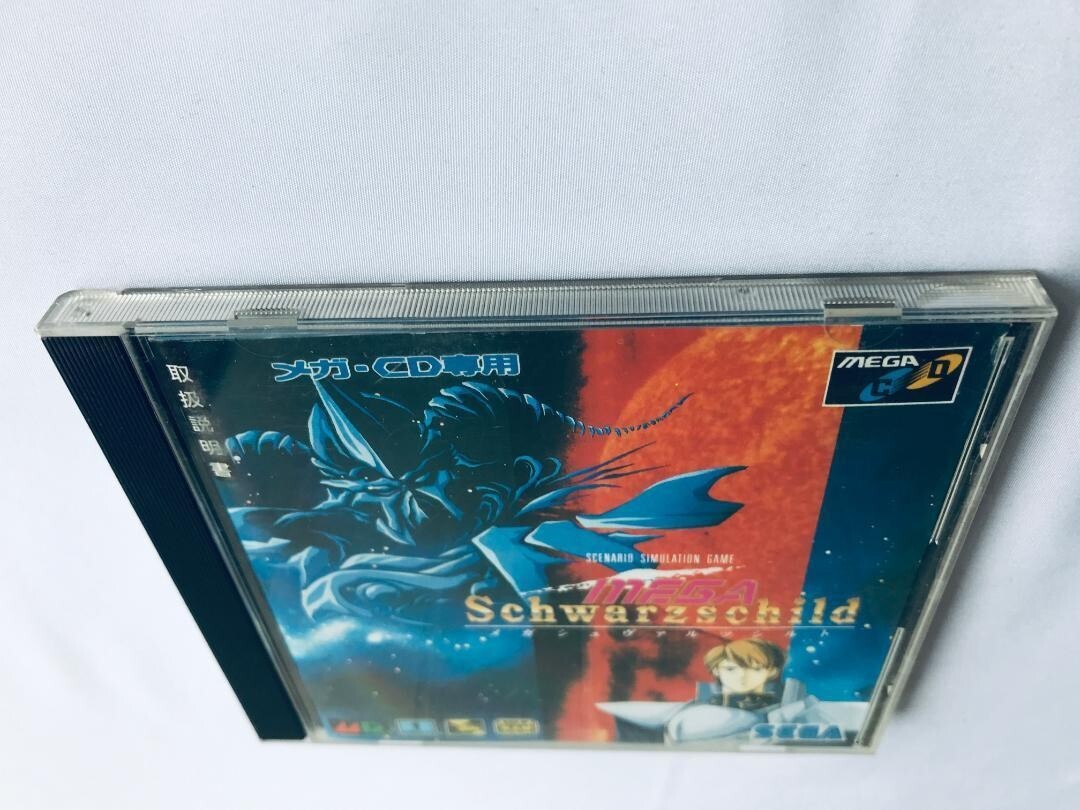 取扱説明書
メガ-CD専用
MEGA CD
SCENARIO SIMULATION GAME
MEGA
Schwarzschild
メガシュヴァルツシルト
SEGA